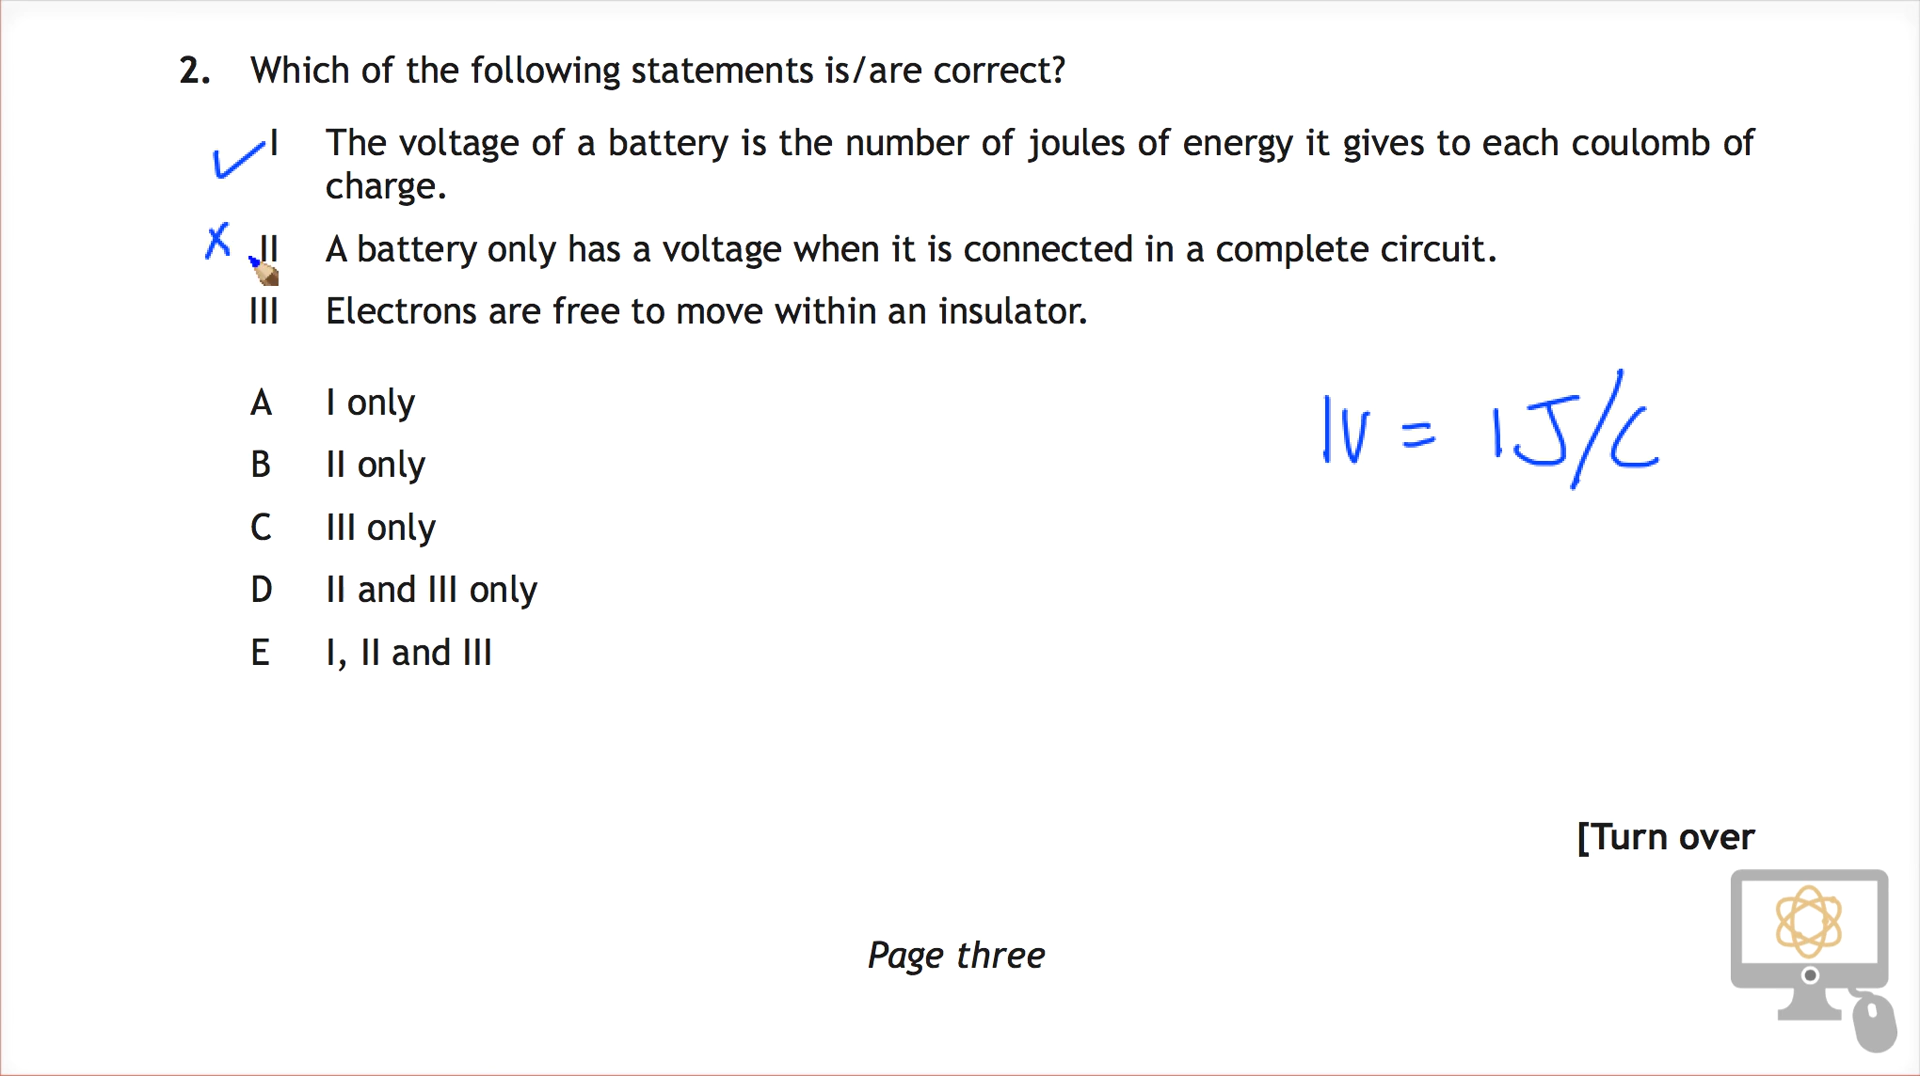 2. Which of the following statements is/are correct?
✓ I The voltage of a battery is the number of joules of energy it gives to each coulomb of
charge.
x II A battery only has a voltage when it is connected in a complete circuit.
III Electrons are free to move within an insulator.
A I only
1V = 1J/C
B II only
C III only
D II and III only
E I, II and III
[Turn over
Page three